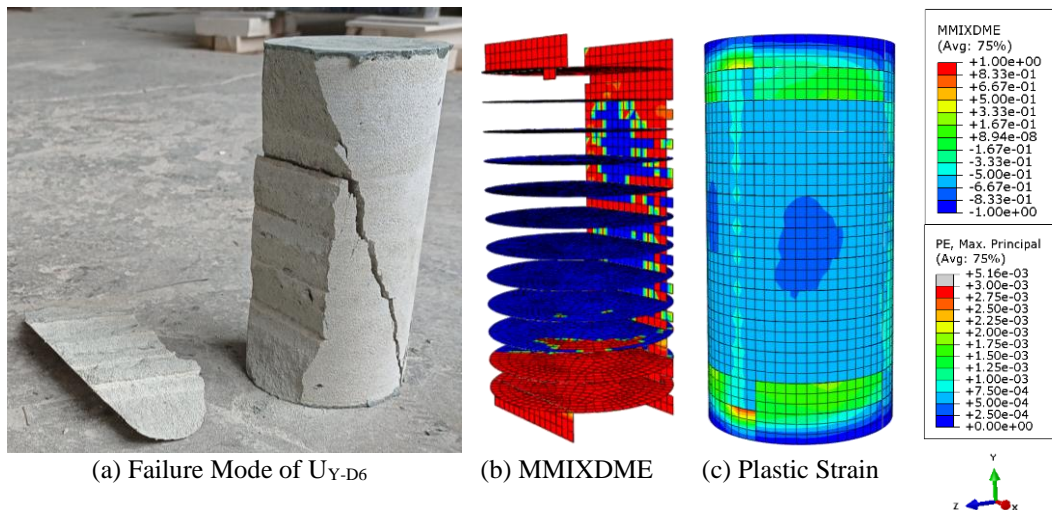 MMIXDME
(Avg: 75%)
+1.00e+00
+8.33e-01
+6.67e-01
+5.00e-01
+3.33e-01
+1.67e-01
+8.94e-08
-1.67e-01
-3.33e-01
-5.00e-01
-6.67e-01
-8.33e-01
-1.00e+00
PE, Max. Principal
(Avg: 75%)
+5.16e-03
+3.00e-03
+2.75e-03
+2.50e-03
+2.25e-03
+2.00e-03
+1.75e-03
+1.50e-03
+1.25e-03
+1.00e-03
+7.50e-04
+5.00e-04
+2.50e-04
+0.00e+00
(a) Failure Mode of UY-D6
(b) MMIXDME
(c) Plastic Strain
Y
Z
X